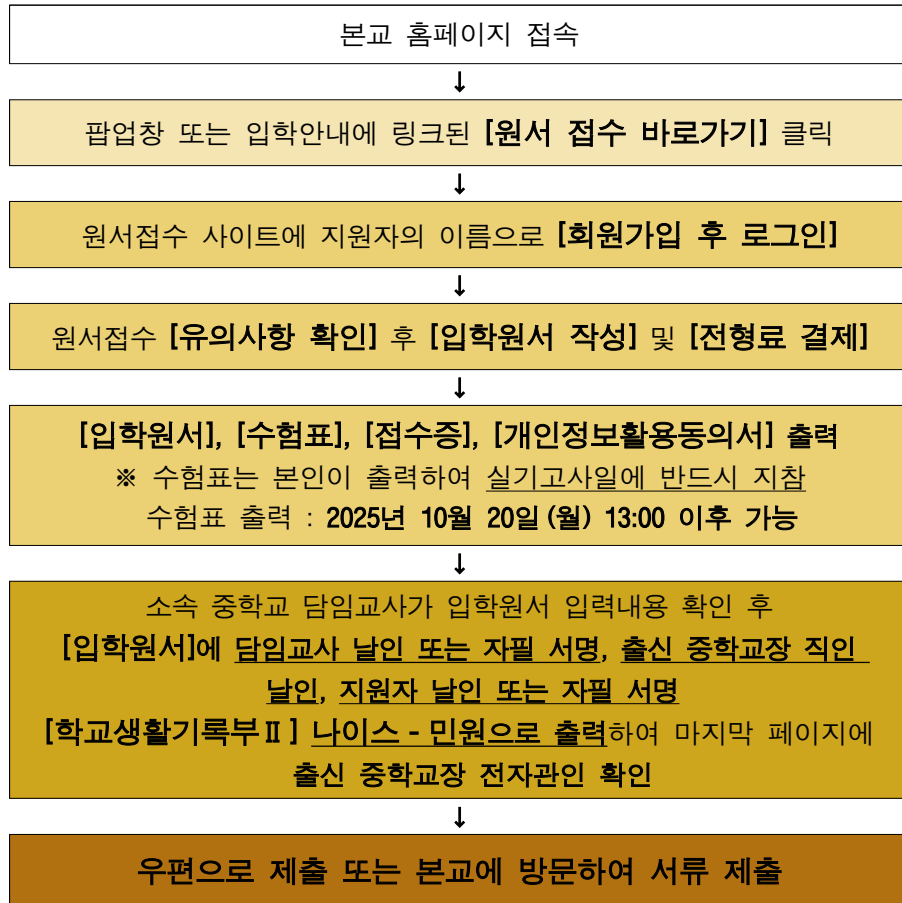 본교 홈페이지 접속
↓
팝업창 또는 입학안내에 링크된 [원서 접수 바로가기] 클릭
↓
원서접수 사이트에 지원자의 이름으로 [회원가입 후 로그인]
↓
원서접수 [유의사항 확인] 후 [입학원서 작성] 및 [전형료 결제]
↓
[입학원서], [수험표], [접수증], [개인정보활용동의서] 출력
※ 수험표는 본인이 출력하여 실기고사일에 반드시 지참
수험표 출력 : 2025년 10월 20일(월) 13:00 이후 가능
↓
소속 중학교 담임교사가 입학원서 입력내용 확인 후
[입학원서]에 담임교사 날인 또는 자필 서명, 출신 중학교장 직인
날인, 지원자 날인 또는 자필 서명
[학교생활기록부Ⅱ] 나이스 - 민원으로 출력하여 마지막 페이지에
출신 중학교장 전자관인 확인
↓
우편으로 제출 또는 본교에 방문하여 서류 제출